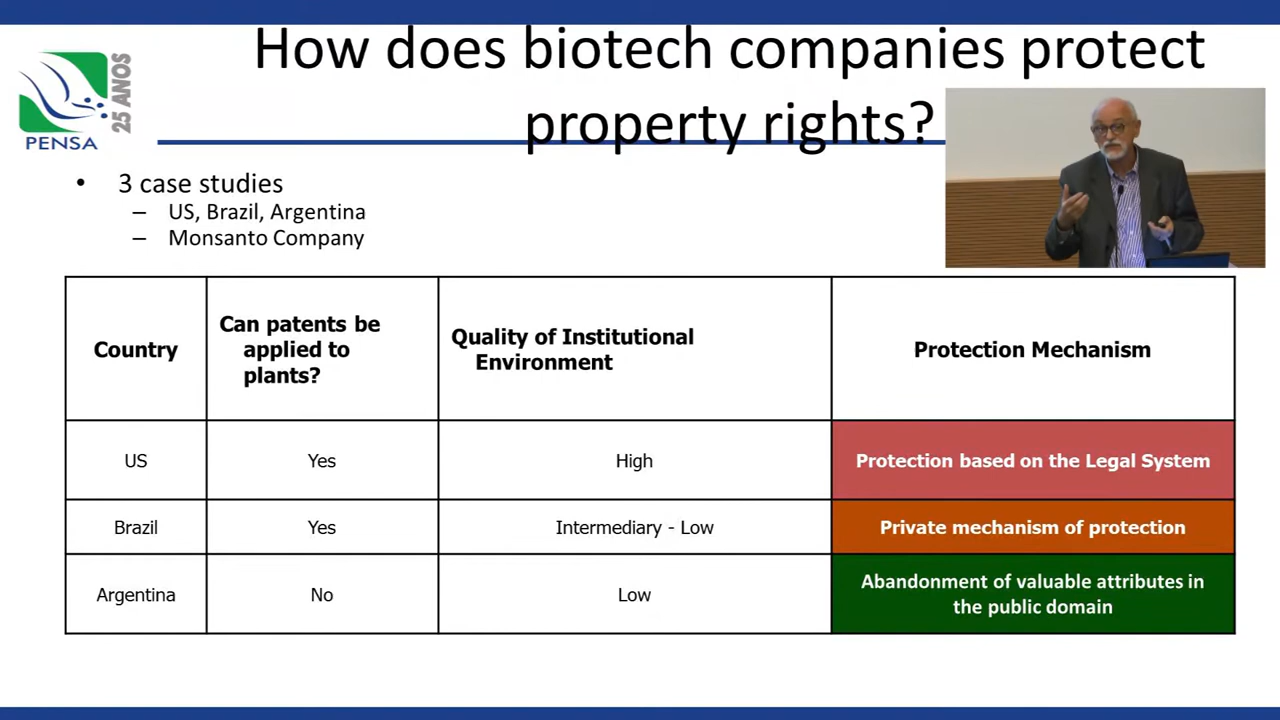 How does biotech companies protect
property rights?
25 ANOS
PENSA
• 3 case studies
– US, Brazil, Argentina
– Monsanto Company
Country
Can patents be
applied to
plants?
Quality of Institutional
Environment
Protection Mechanism
US
Yes
High
Protection based on the Legal System
Brazil
Yes
Intermediary - Low
Private mechanism of protection
Argentina
No
Low
Abandonment of valuable attributes in
the public domain